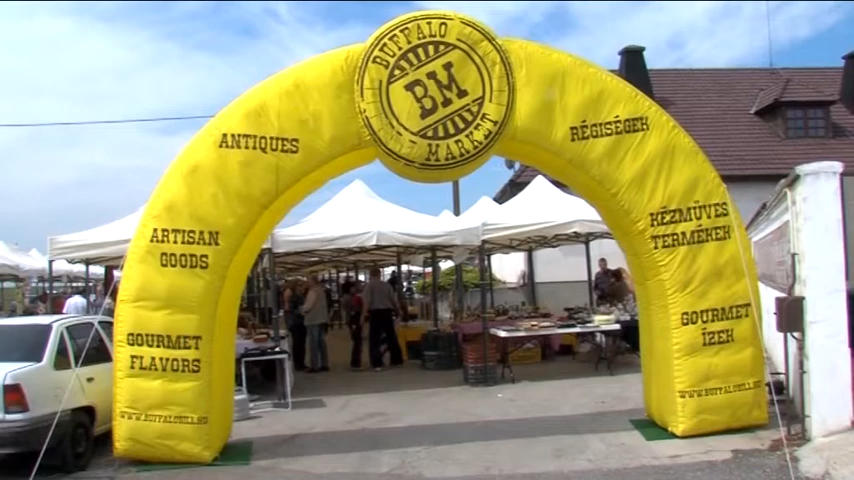 BUFFALO
BM
MARKET
ANTIQUES
ARTISAN
GOODS
GOURMET
FLAVORS
RÉGISÉGEK
KÉZMŰVES
TERMÉKEK
GOURMET
ÍZEK